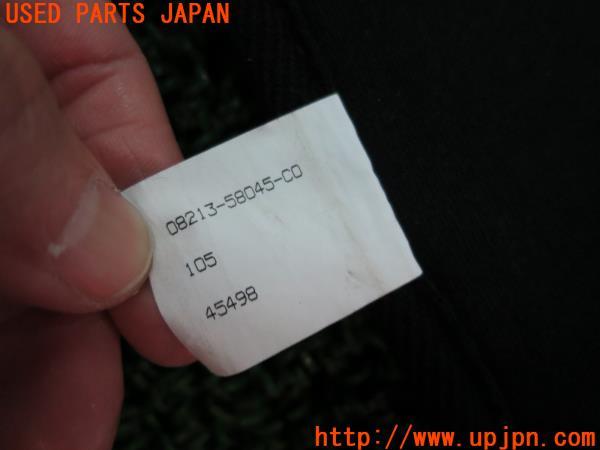 USED PARTS JAPAN
08213-58045-C0
105
45498
http://www.upjpn.com